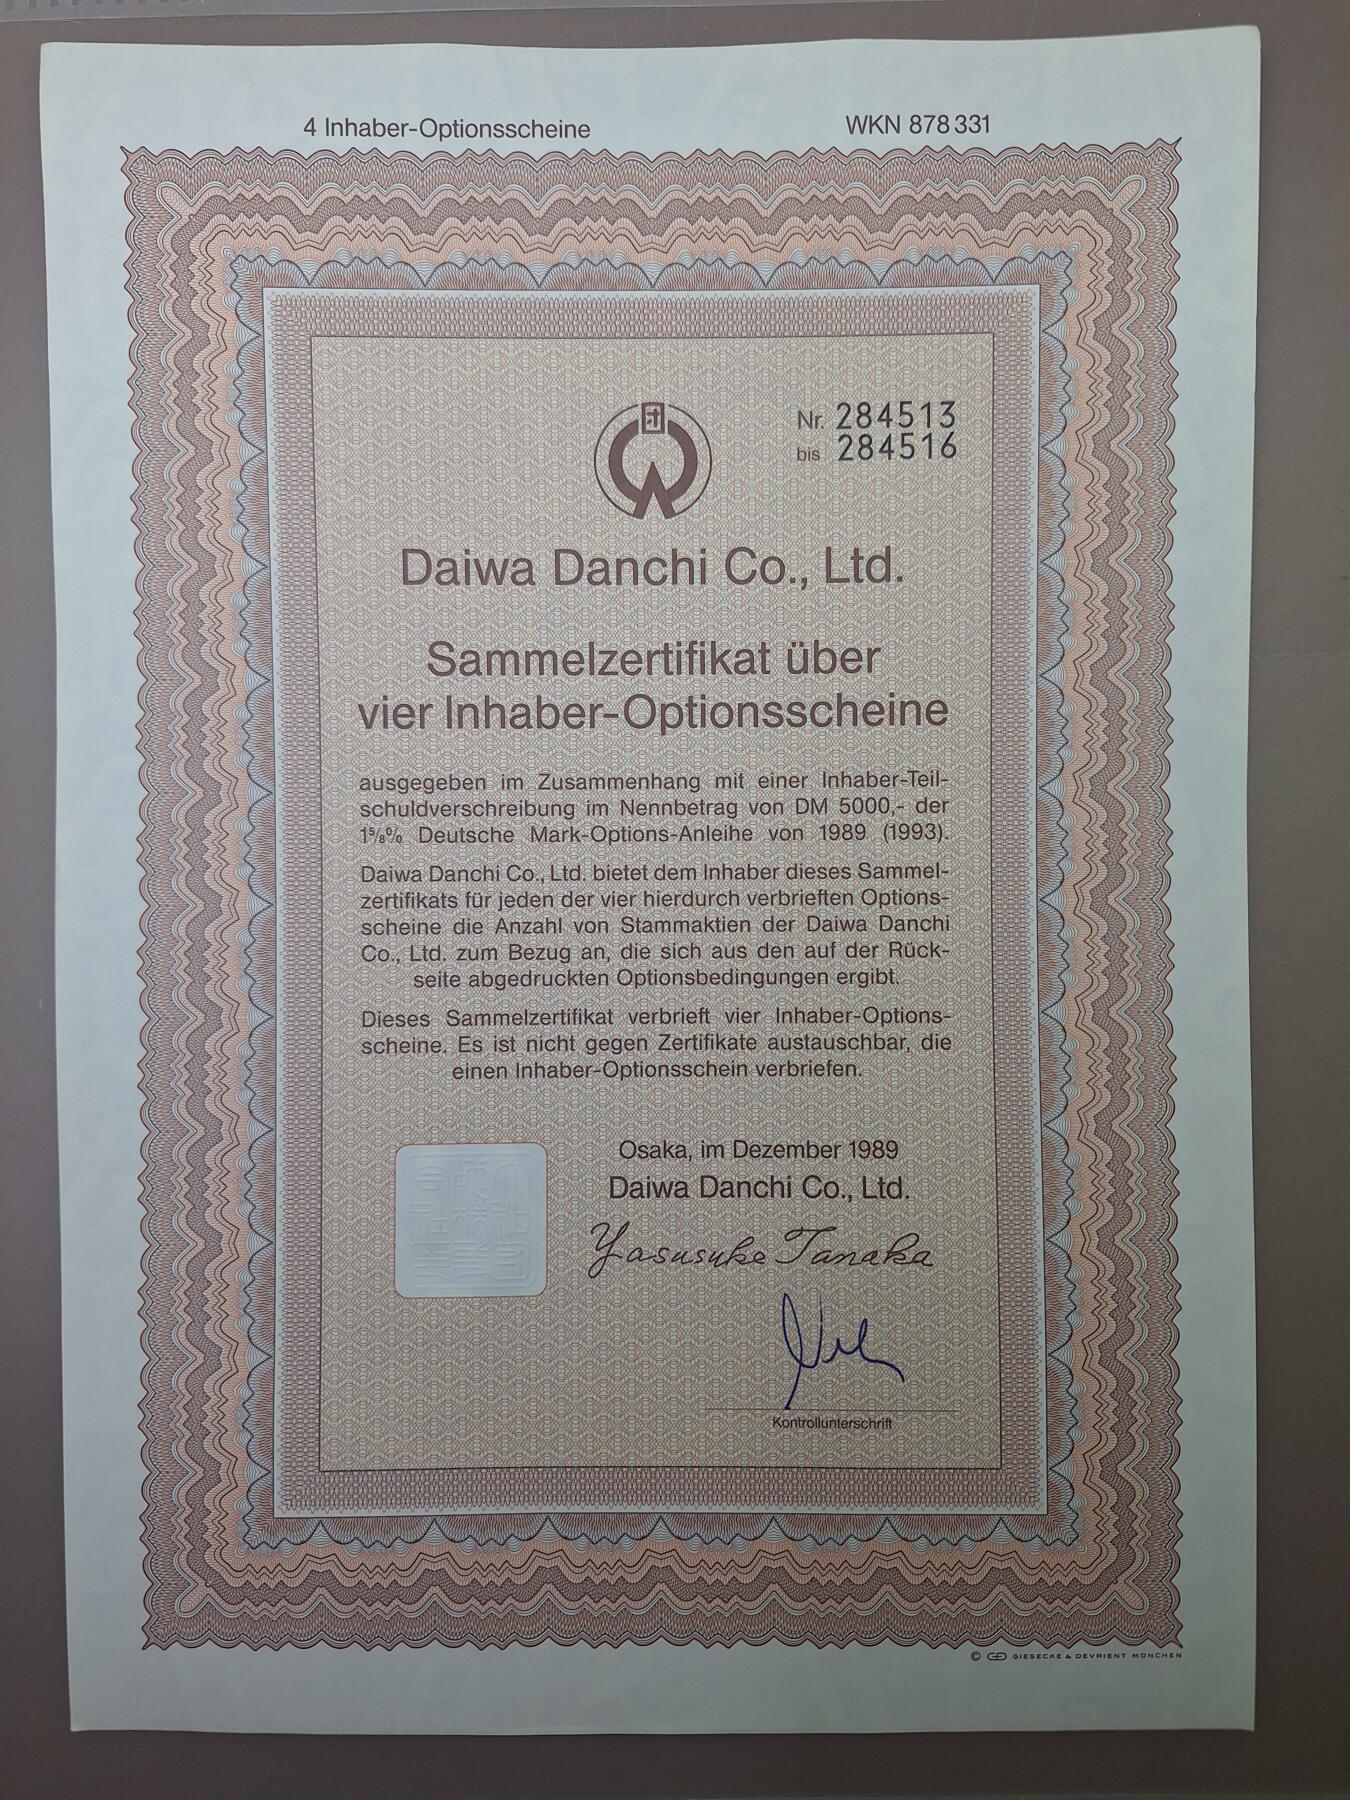 4 Inhaber-Optionsscheine WKN 878 331
Nr. 284513
bis 284516
Daiwa Danchi Co., Ltd.
Sammelzertifikat über
vier Inhaber-Optionsscheine
ausgegeben im Zusammenhang mit einer Inhaber-Teil-
schuldverschreibung im Nennbetrag von DM 5000,- der
1⅝% Deutsche Mark-Options-Anleihe von 1989 (1993).
Daiwa Danchi Co., Ltd. bietet dem Inhaber dieses Sammel-
zertifikats für jeden der vier hierdurch verbrieften Options-
scheine die Anzahl von Stammaktien der Daiwa Danchi
Co., Ltd. zum Bezug an, die sich aus den auf der Rück-
seite abgedruckten Optionsbedingungen ergibt.
Dieses Sammelzertifikat verbrieft vier Inhaber-Options-
scheine. Es ist nicht gegen Zertifikate austauschbar, die
einen Inhaber-Optionsschein verbriefen.
Osaka, im Dezember 1989
Daiwa Danchi Co., Ltd.
Yasusuke Tanaka
Kontrollunterschrift
© GIESECKE & DEVRIENT MÜNCHEN